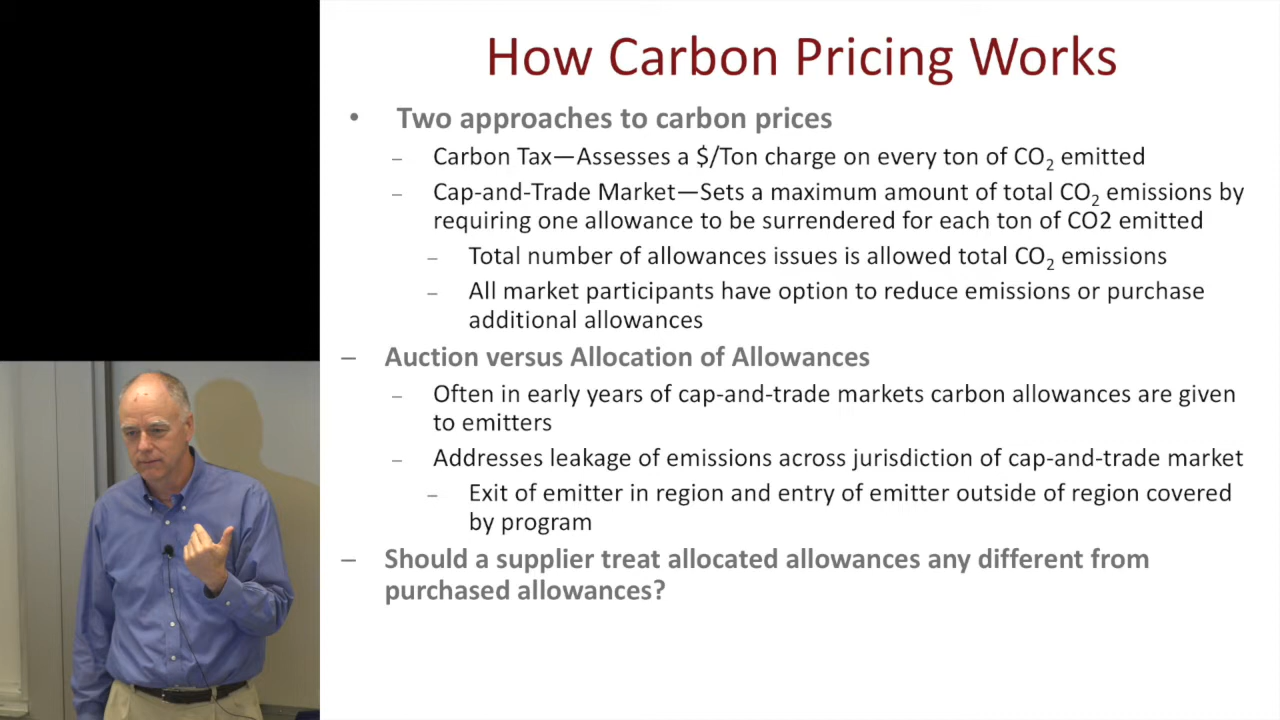 How Carbon Pricing Works
• Two approaches to carbon prices
– Carbon Tax—Assesses a $/Ton charge on every ton of CO₂ emitted
– Cap-and-Trade Market—Sets a maximum amount of total CO₂ emissions by
requiring one allowance to be surrendered for each ton of CO2 emitted
– Total number of allowances issues is allowed total CO₂ emissions
– All market participants have option to reduce emissions or purchase
additional allowances
– Auction versus Allocation of Allowances
– Often in early years of cap-and-trade markets carbon allowances are given
to emitters
– Addresses leakage of emissions across jurisdiction of cap-and-trade market
– Exit of emitter in region and entry of emitter outside of region covered
by program
– Should a supplier treat allocated allowances any different from
purchased allowances?